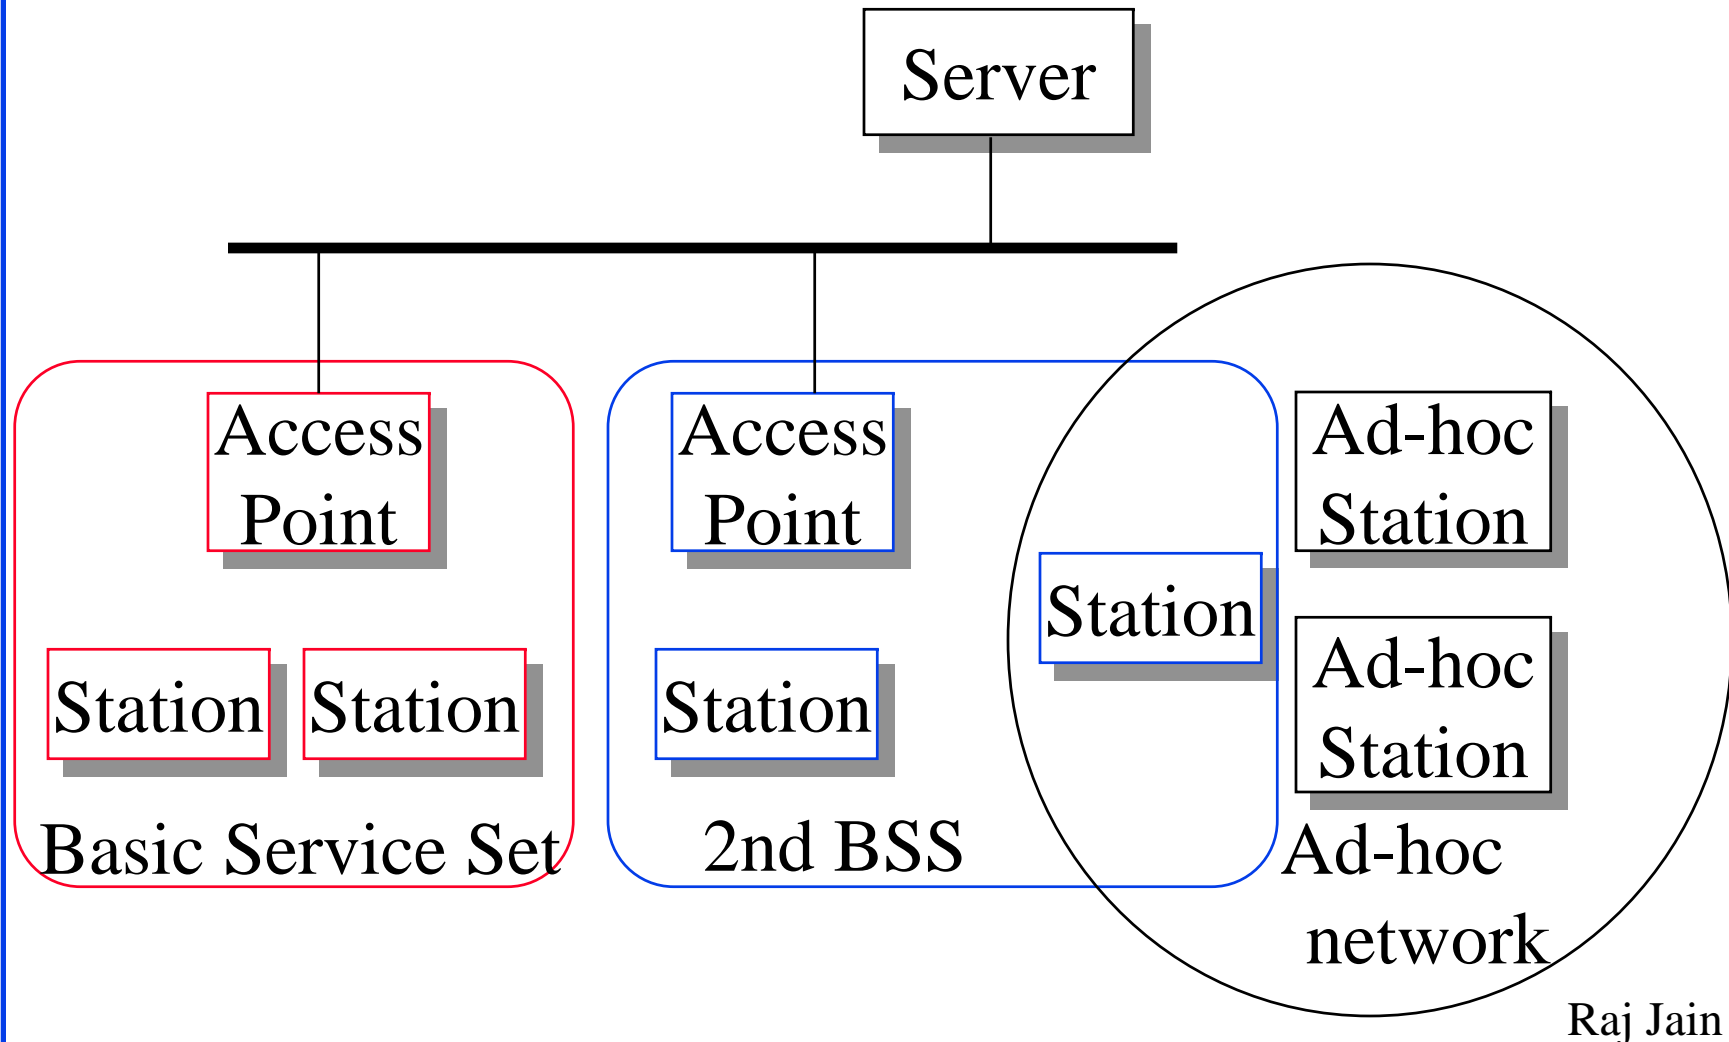 Server
Access
Point
Station
Station
Basic Service Set
Access
Point
Station
Station
2nd BSS
Ad-hoc
Station
Ad-hoc
Station
Ad-hoc
network
Raj Jain